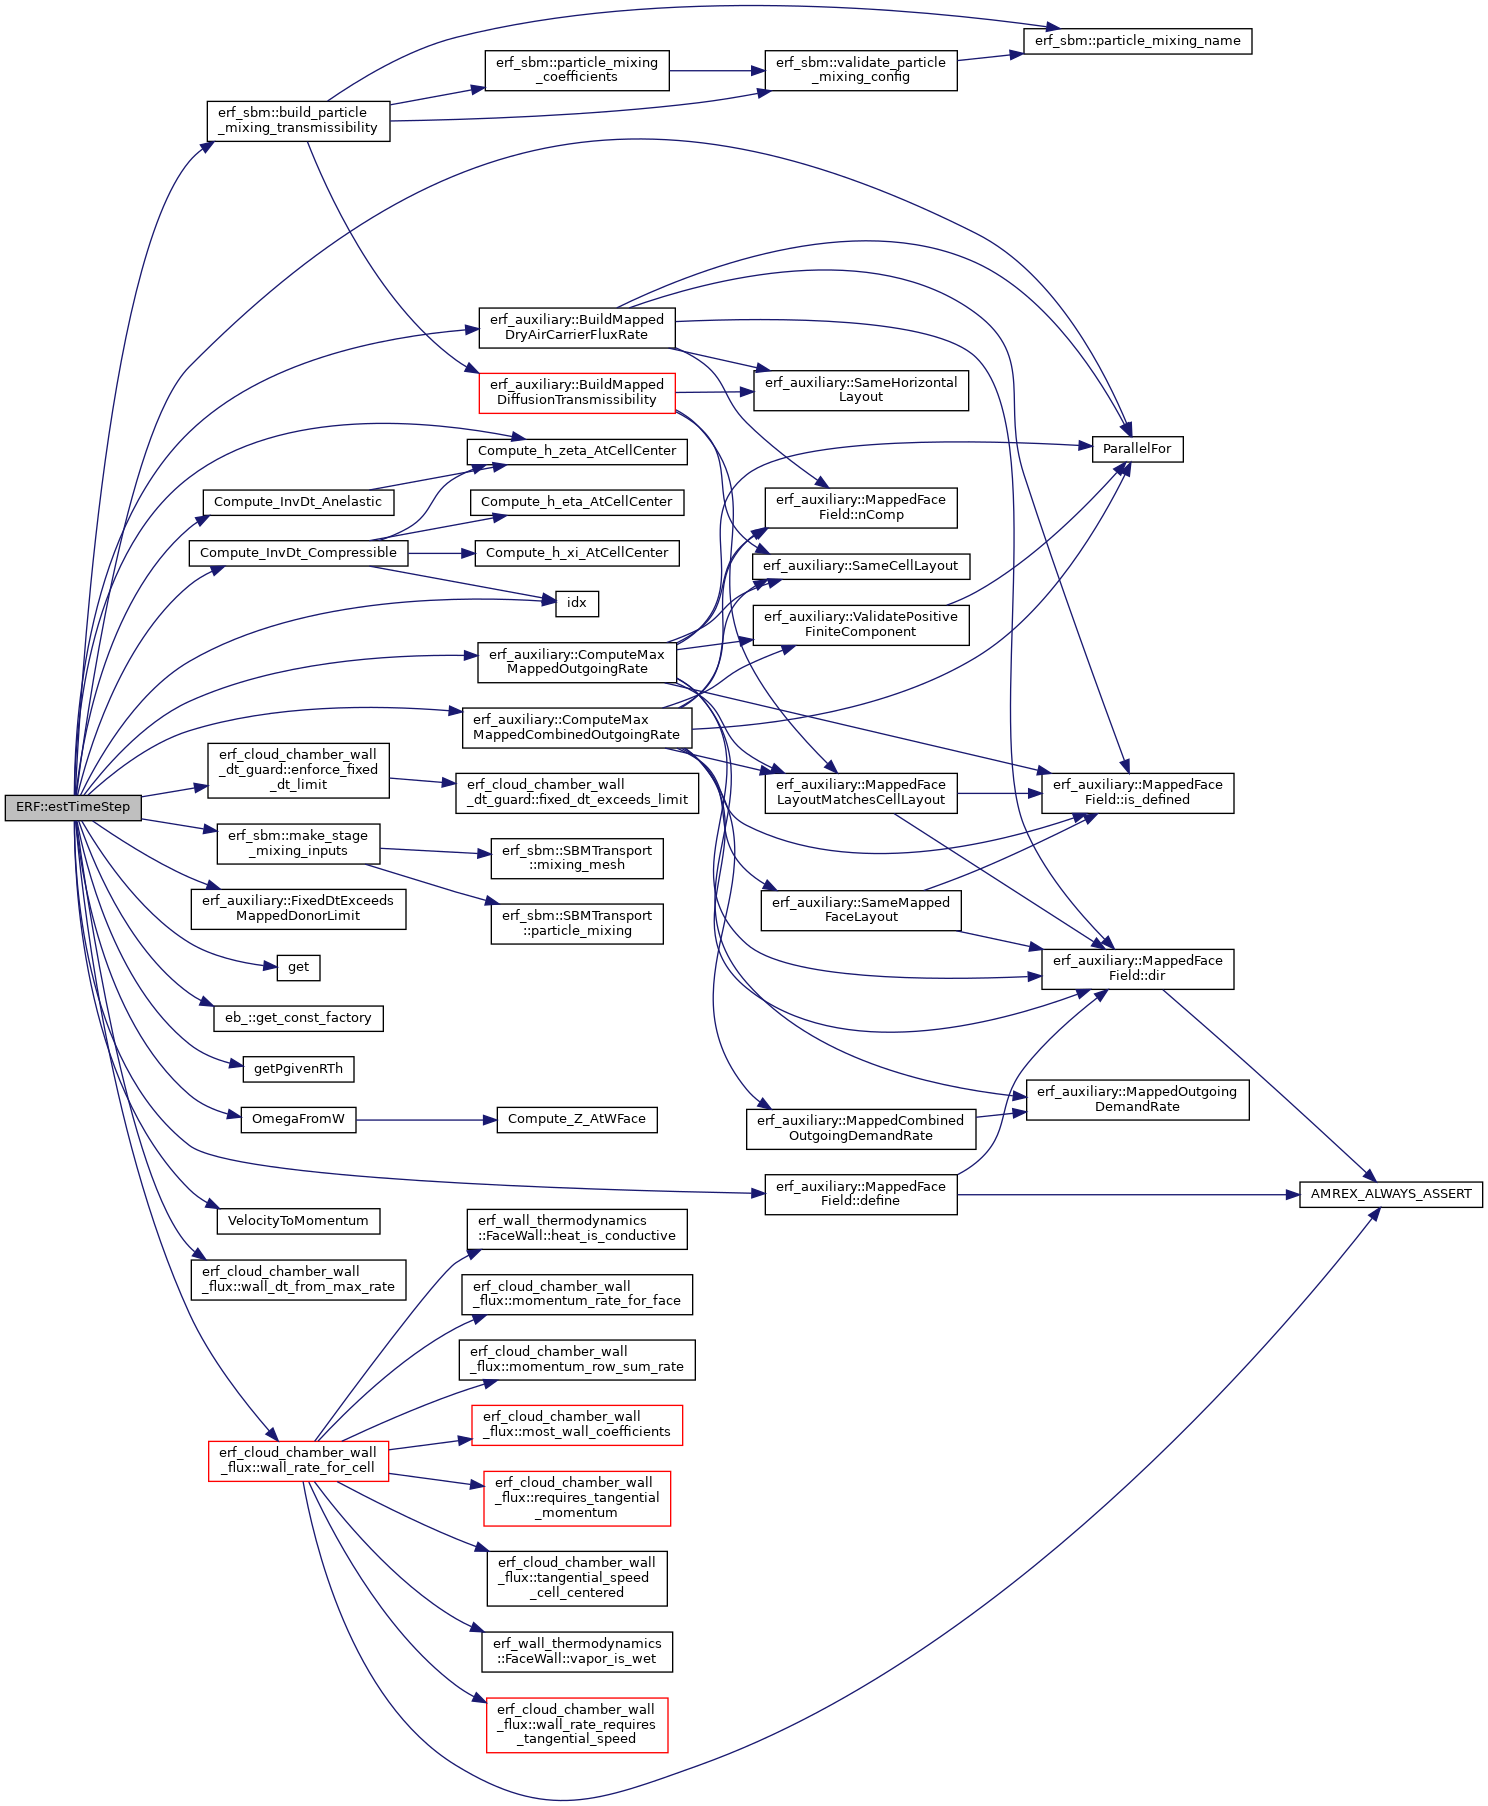 ERF::estTimeStep
erf_sbm::build_particle
_mixing_transmissibility
erf_sbm::particle_mixing
_coefficients
erf_sbm::validate_particle
_mixing_config
erf_sbm::particle_mixing_name
erf_auxiliary::BuildMapped
DryAirCarrierFluxRate
erf_auxiliary::BuildMapped
DiffusionTransmissibility
erf_auxiliary::SameHorizontal
Layout
ParallelFor
Compute_h_zeta_AtCellCenter
Compute_InvDt_Anelastic
Compute_h_eta_AtCellCenter
Compute_InvDt_Compressible
Compute_h_xi_AtCellCenter
idx
erf_auxiliary::MappedFace
Field::nComp
erf_auxiliary::SameCellLayout
erf_auxiliary::ValidatePositive
FiniteComponent
erf_auxiliary::ComputeMax
MappedOutgoingRate
erf_auxiliary::ComputeMax
MappedCombinedOutgoingRate
erf_cloud_chamber_wall
_dt_guard::enforce_fixed
_dt_limit
erf_cloud_chamber_wall
_dt_guard::fixed_dt_exceeds_limit
erf_auxiliary::MappedFace
LayoutMatchesCellLayout
erf_auxiliary::MappedFace
Field::is_defined
erf_sbm::make_stage
_mixing_inputs
erf_sbm::SBMTransport
::mixing_mesh
erf_auxiliary::FixedDtExceeds
MappedDonorLimit
erf_sbm::SBMTransport
::particle_mixing
erf_auxiliary::SameMapped
FaceLayout
get
erf_auxiliary::MappedFace
Field::dir
eb_::get_const_factory
getPgivenRTh
OmegaFromW
Compute_Z_AtWFace
erf_auxiliary::MappedCombined
OutgoingDemandRate
erf_auxiliary::MappedOutgoing
DemandRate
erf_auxiliary::MappedFace
Field::define
AMREX_ALWAYS_ASSERT
VelocityToMomentum
erf_cloud_chamber_wall
_flux::wall_dt_from_max_rate
erf_wall_thermodynamics
::FaceWall::heat_is_conductive
erf_cloud_chamber_wall
_flux::momentum_rate_for_face
erf_cloud_chamber_wall
_flux::momentum_row_sum_rate
erf_cloud_chamber_wall
_flux::most_wall_coefficients
erf_cloud_chamber_wall
_flux::wall_rate_for_cell
erf_cloud_chamber_wall
_flux::requires_tangential
_momentum
erf_cloud_chamber_wall
_flux::tangential_speed
_cell_centered
erf_wall_thermodynamics
::FaceWall::vapor_is_wet
erf_cloud_chamber_wall
_flux::wall_rate_requires
_tangential_speed